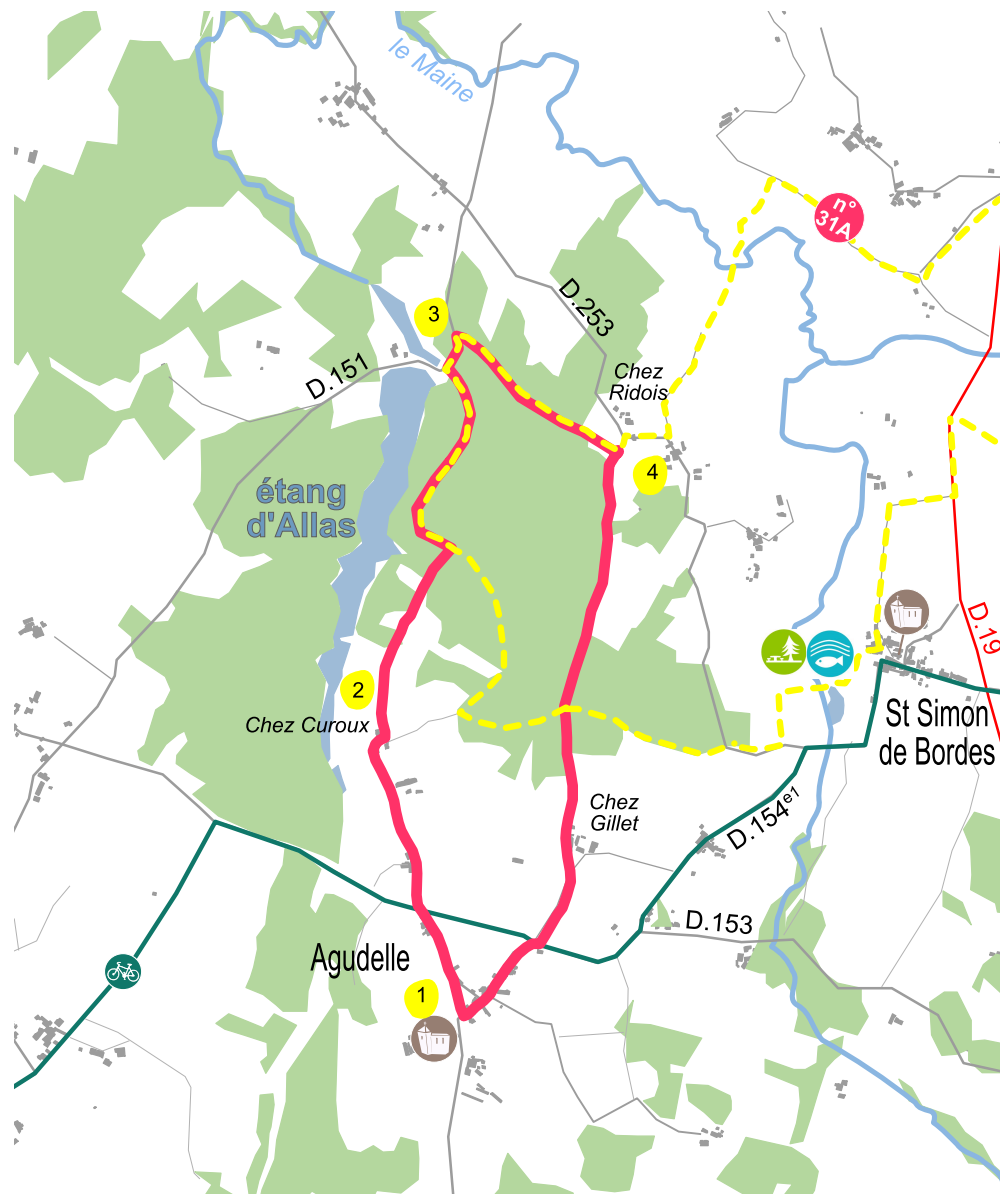 le Maine
n°
31A
3
D.253
D.151
Chez
Ridois
4
étang
d'Allas
D.19
2
Chez Curoux
St Simon
de Bordes
Chez
Gillet
D.154e1
D.153
Agudelle
1